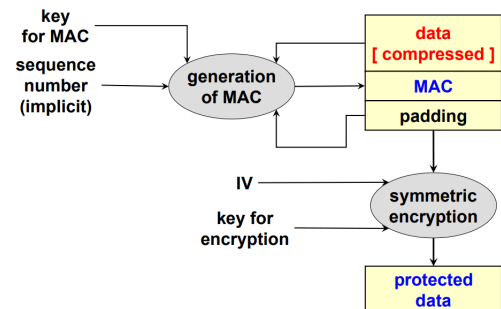 key
for MAC
data
[ compressed ]
sequence
number
(implicit)
generation
of MAC
MAC
padding
IV
symmetric
encryption
key for
encryption
protected
data